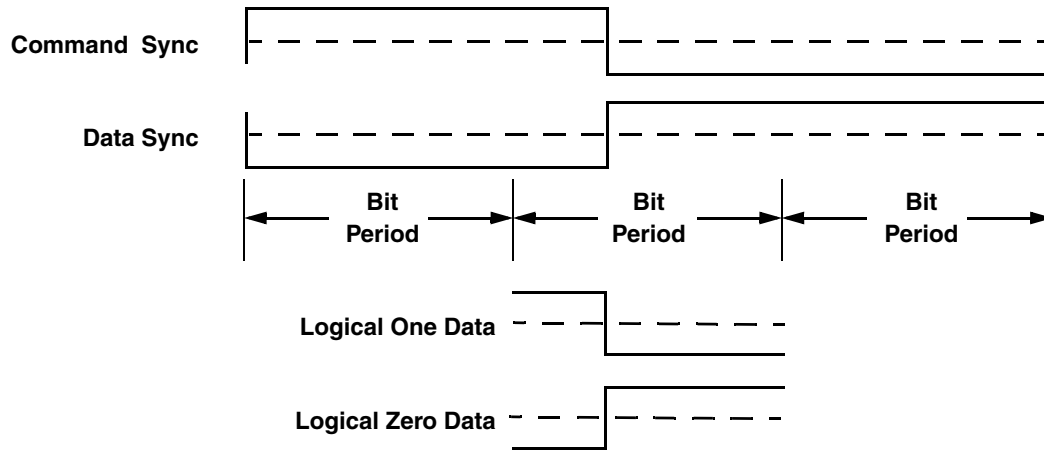 Command Sync
Data Sync
Bit Period
Bit Period
Bit Period
Logical One Data
Logical Zero Data